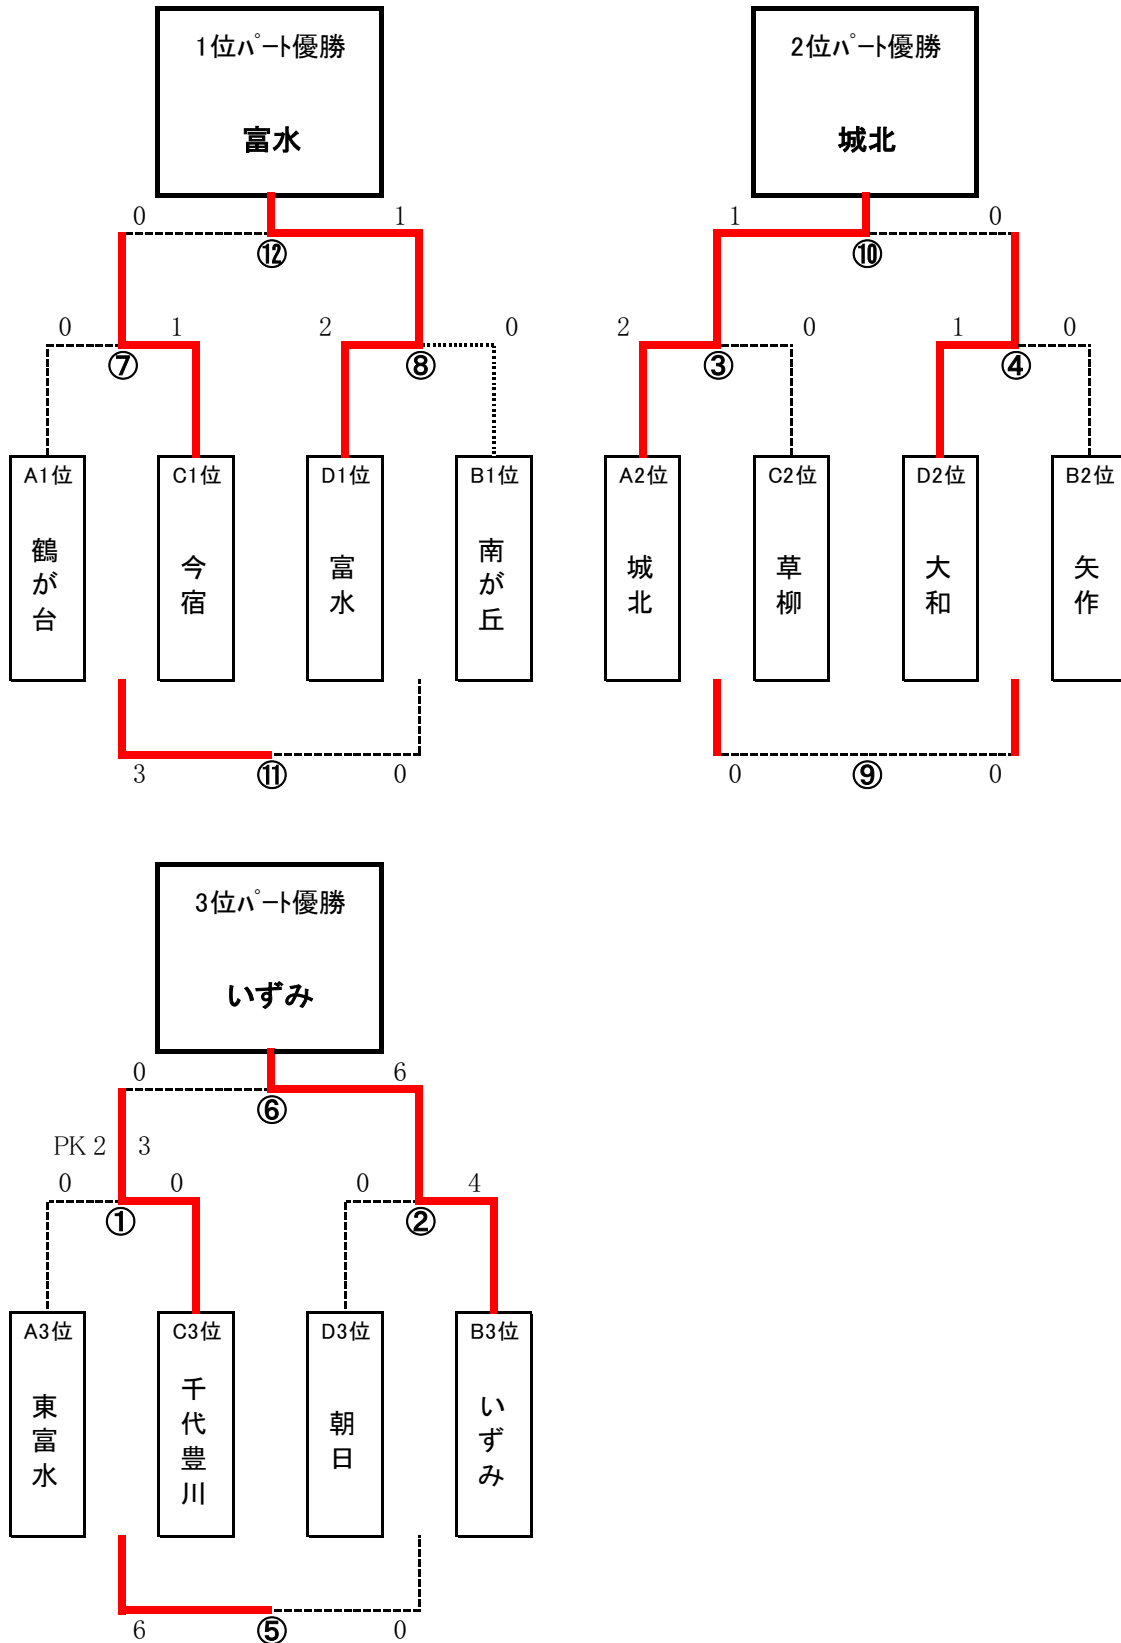 1位パート優勝
富水
0 1
⑫
0 1 2 0
⑦ ⑧
A1位 C1位 D1位 B1位
鶴が台 今宿 富水 南が丘
3 0
⑪
2位パート優勝
城北
1 0
⑩
2 0 1 0
③ ④
A2位 C2位 D2位 B2位
城北 草柳 大和 矢作
0 0
⑨
3位パート優勝
いずみ
0 6
⑥
PK 2 3
0 0 0 4
① ②
A3位 C3位 D3位 B3位
東富水 千代豊川 朝日 いずみ
6 0
⑤